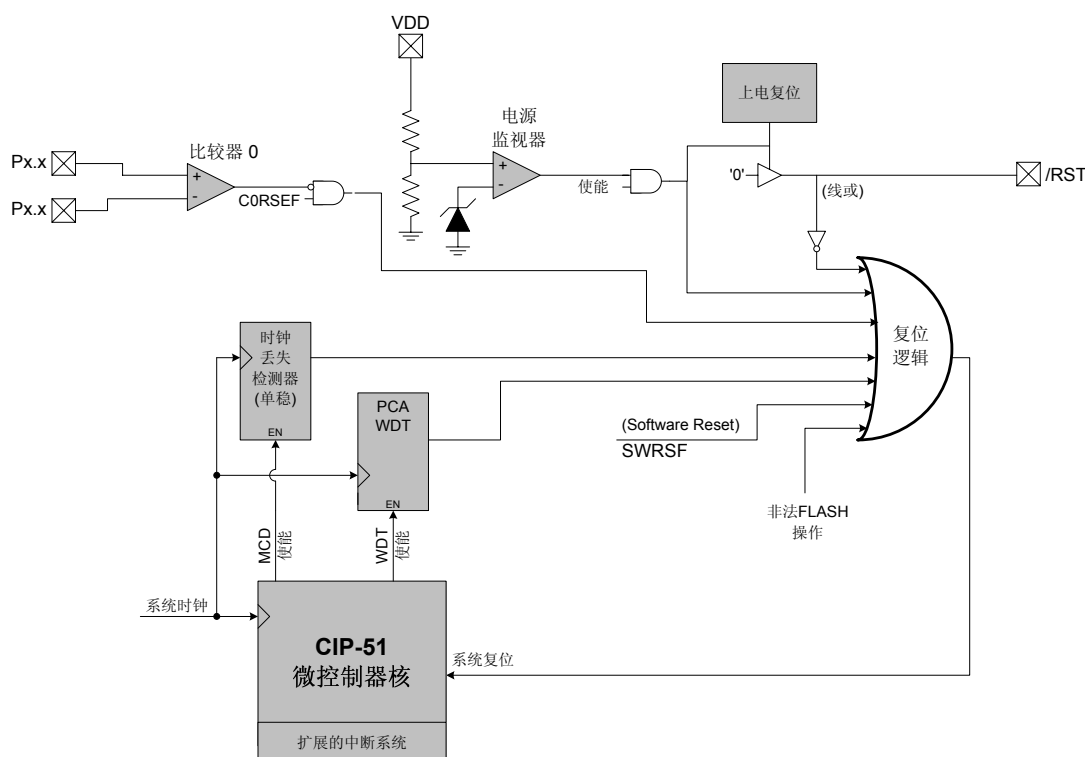 VDD
上电复位
电源
监视器
比较器 0
Px.x
+
-
Px.x
C0RSEF
+
-
使能
'0'
(线或)
/RST
复位
逻辑
时钟
丢失
检测器
(单稳)
EN
PCA
WDT
EN
(Software Reset)
SWRSF
非法FLASH
操作
MCD
使能
WDT
使能
系统时钟
CIP-51
微控制器核
系统复位
扩展的中断系统